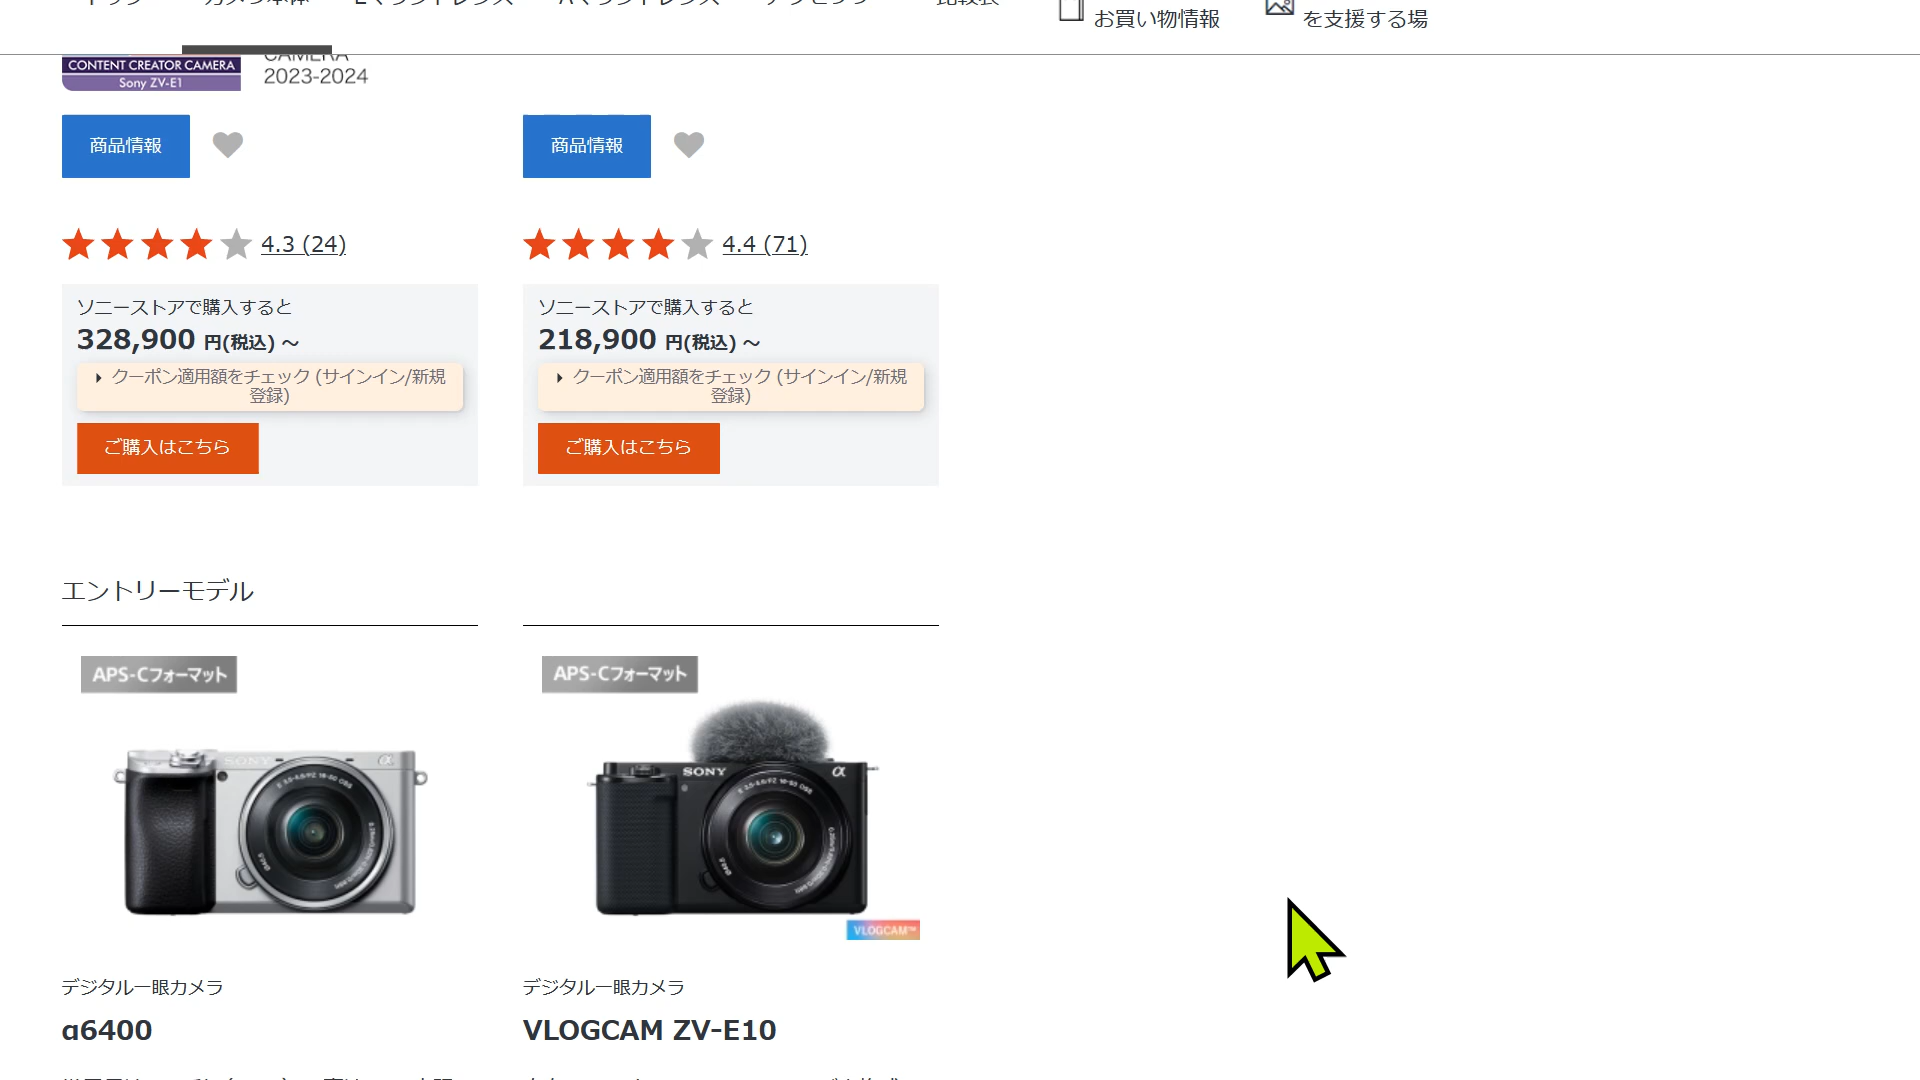 お買い物情報
を支援する場
CONTENT CREATOR CAMERA
Sony ZV-E1
CAMERA
2023-2024
商品情報
商品情報
4.3 (24)
4.4 (71)
ソニーストアで購入すると
328,900 円(税込) ～
クーポン適用額をチェック (サインイン/新規
登録)
ご購入はこちら
ソニーストアで購入すると
218,900 円(税込) ～
クーポン適用額をチェック (サインイン/新規
登録)
ご購入はこちら
エントリーモデル
APS-Cフォーマット
SONY α
デジタル一眼カメラ
α6400
APS-Cフォーマット
SONY α
VLOGCAM™
デジタル一眼カメラ
VLOGCAM ZV-E10